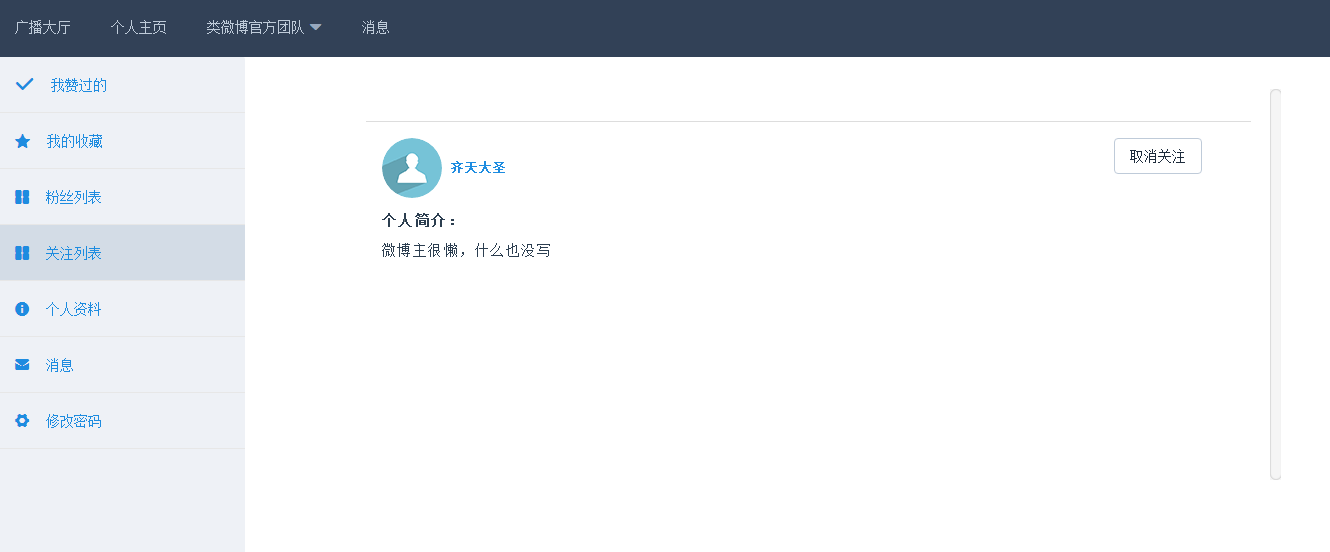 广播大厅 个人主页 类微博官方团队 消息
我赞过的
我的收藏
粉丝列表
关注列表
个人资料
消息
修改密码
齐天大圣
取消关注
个人简介：
微博主很懒，什么也没写